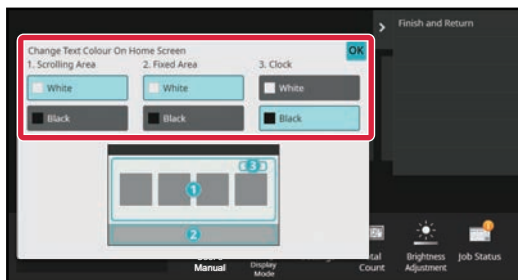 Finish and Return
Change Text Colour On Home Screen
OK
1. Scrolling Area
2. Fixed Area
3. Clock
White
White
White
Black
Black
Black
3
1
2
Manual
Display
Mode
Count
Brightness
Adjustment
Job Status